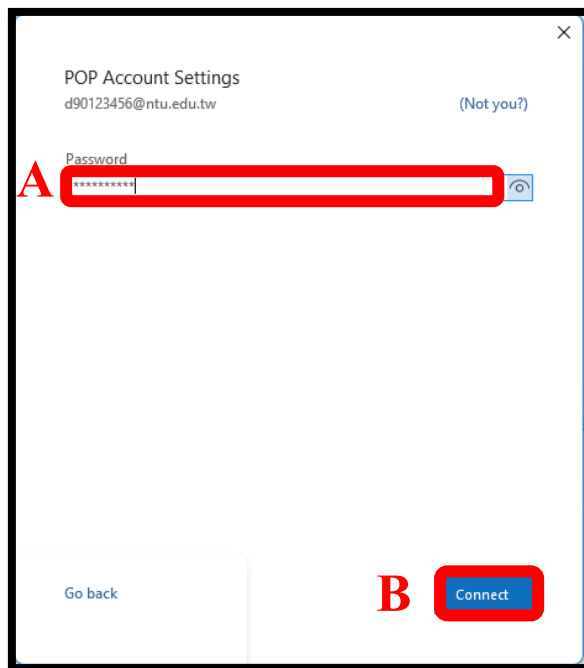 POP Account Settings
d90123456@ntu.edu.tw
(Not you?)
Password
A
**********
Go back
B
Connect